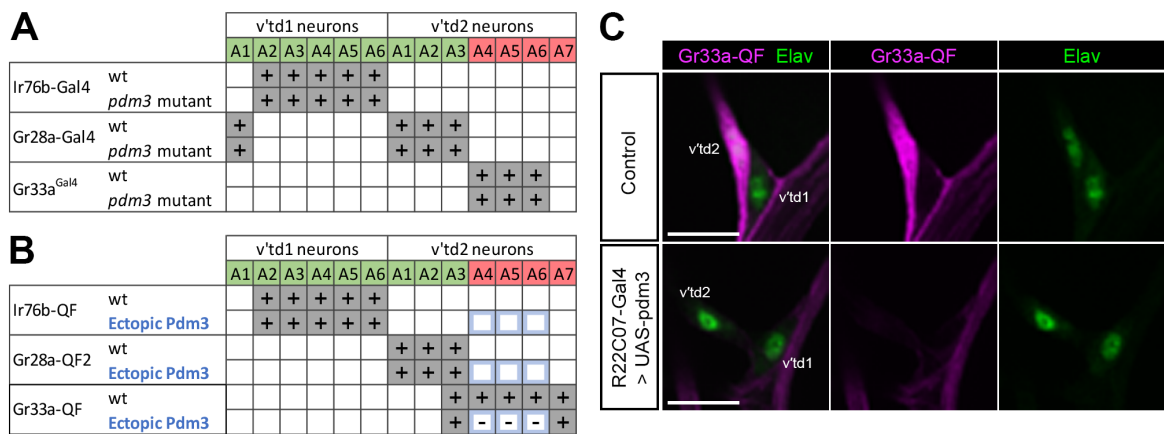 A
v'td1 neurons v'td2 neurons
A1 A2 A3 A4 A5 A6 A1 A2 A3 A4 A5 A6 A7
Ir76b-Gal4 wt + + + + +
pdm3 mutant + + + + +
Gr28a-Gal4 wt + + + +
pdm3 mutant + + + +
Gr33aGal4 wt + + +
pdm3 mutant + + +
B
v'td1 neurons v'td2 neurons
A1 A2 A3 A4 A5 A6 A1 A2 A3 A4 A5 A6 A7
Ir76b-QF wt + + + + +
Ectopic Pdm3 + + + + +
Gr28a-QF2 wt + + +
Ectopic Pdm3 + + +
Gr33a-QF wt + + + + +
Ectopic Pdm3 + - - - +
C
Gr33a-QF Elav Gr33a-QF Elav
Control
v'td2
v'td1
R22C07-Gal4
> UAS-pdm3
v'td2
v'td1